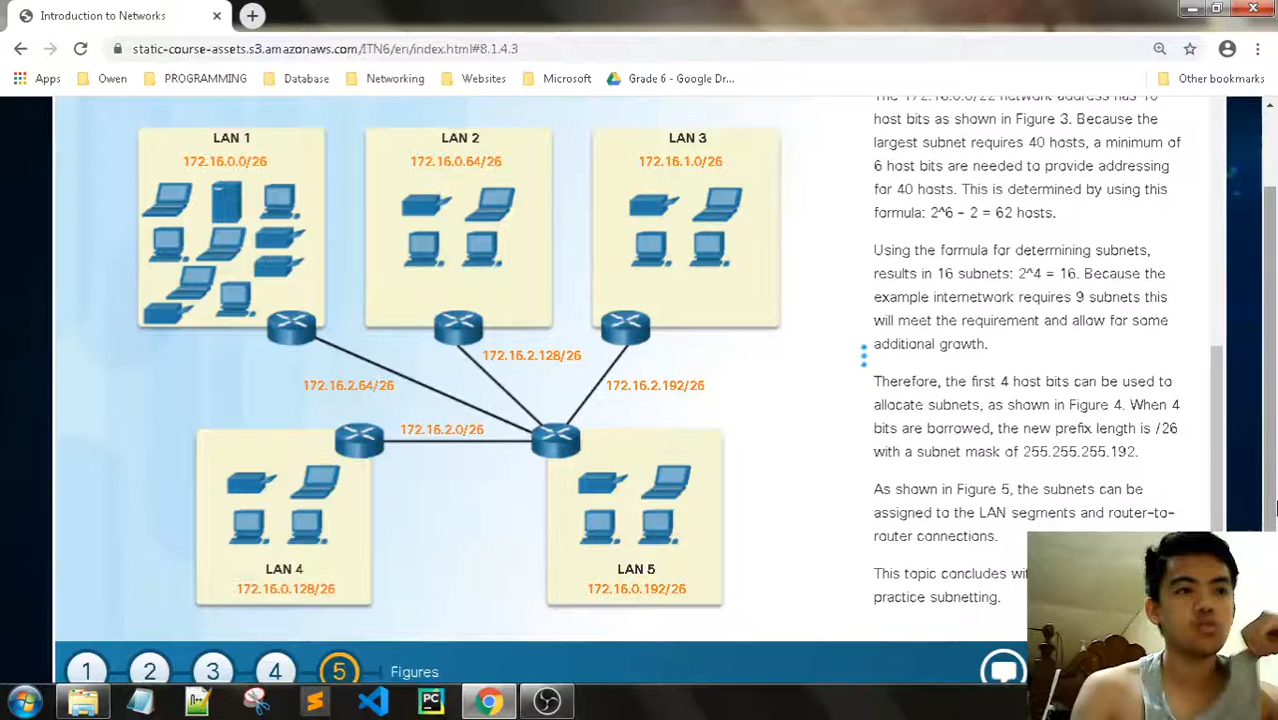 Introduction to Networks
static-course-assets.s3.amazonaws.com/ITN6/en/index.html#8.1.4.3
Apps Owen PROGRAMMING Database Networking Websites Microsoft Grade 6 - Google Dr... Other bookmarks
LAN 1
172.16.0.0/26
LAN 2
172.16.0.64/26
LAN 3
172.16.1.0/26
172.16.2.128/26
172.16.2.64/26
172.16.2.192/26
172.16.2.0/26
LAN 4
172.16.0.128/26
LAN 5
172.16.0.192/26
The 172.16.0.0/22 network address has 10
host bits as shown in Figure 3. Because the
largest subnet requires 40 hosts, a minimum of
6 host bits are needed to provide addressing
for 40 hosts. This is determined by using this
formula: 2^6 - 2 = 62 hosts.
Using the formula for determining subnets,
results in 16 subnets: 2^4 = 16. Because the
example internetwork requires 9 subnets this
will meet the requirement and allow for some
additional growth.
Therefore, the first 4 host bits can be used to
allocate subnets, as shown in Figure 4. When 4
bits are borrowed, the new prefix length is /26
with a subnet mask of 255.255.255.192.
As shown in Figure 5, the subnets can be
assigned to the LAN segments and router-to-
router connections.
This topic concludes
practice subnetting.
1 2 3 4 5 Figures
PC